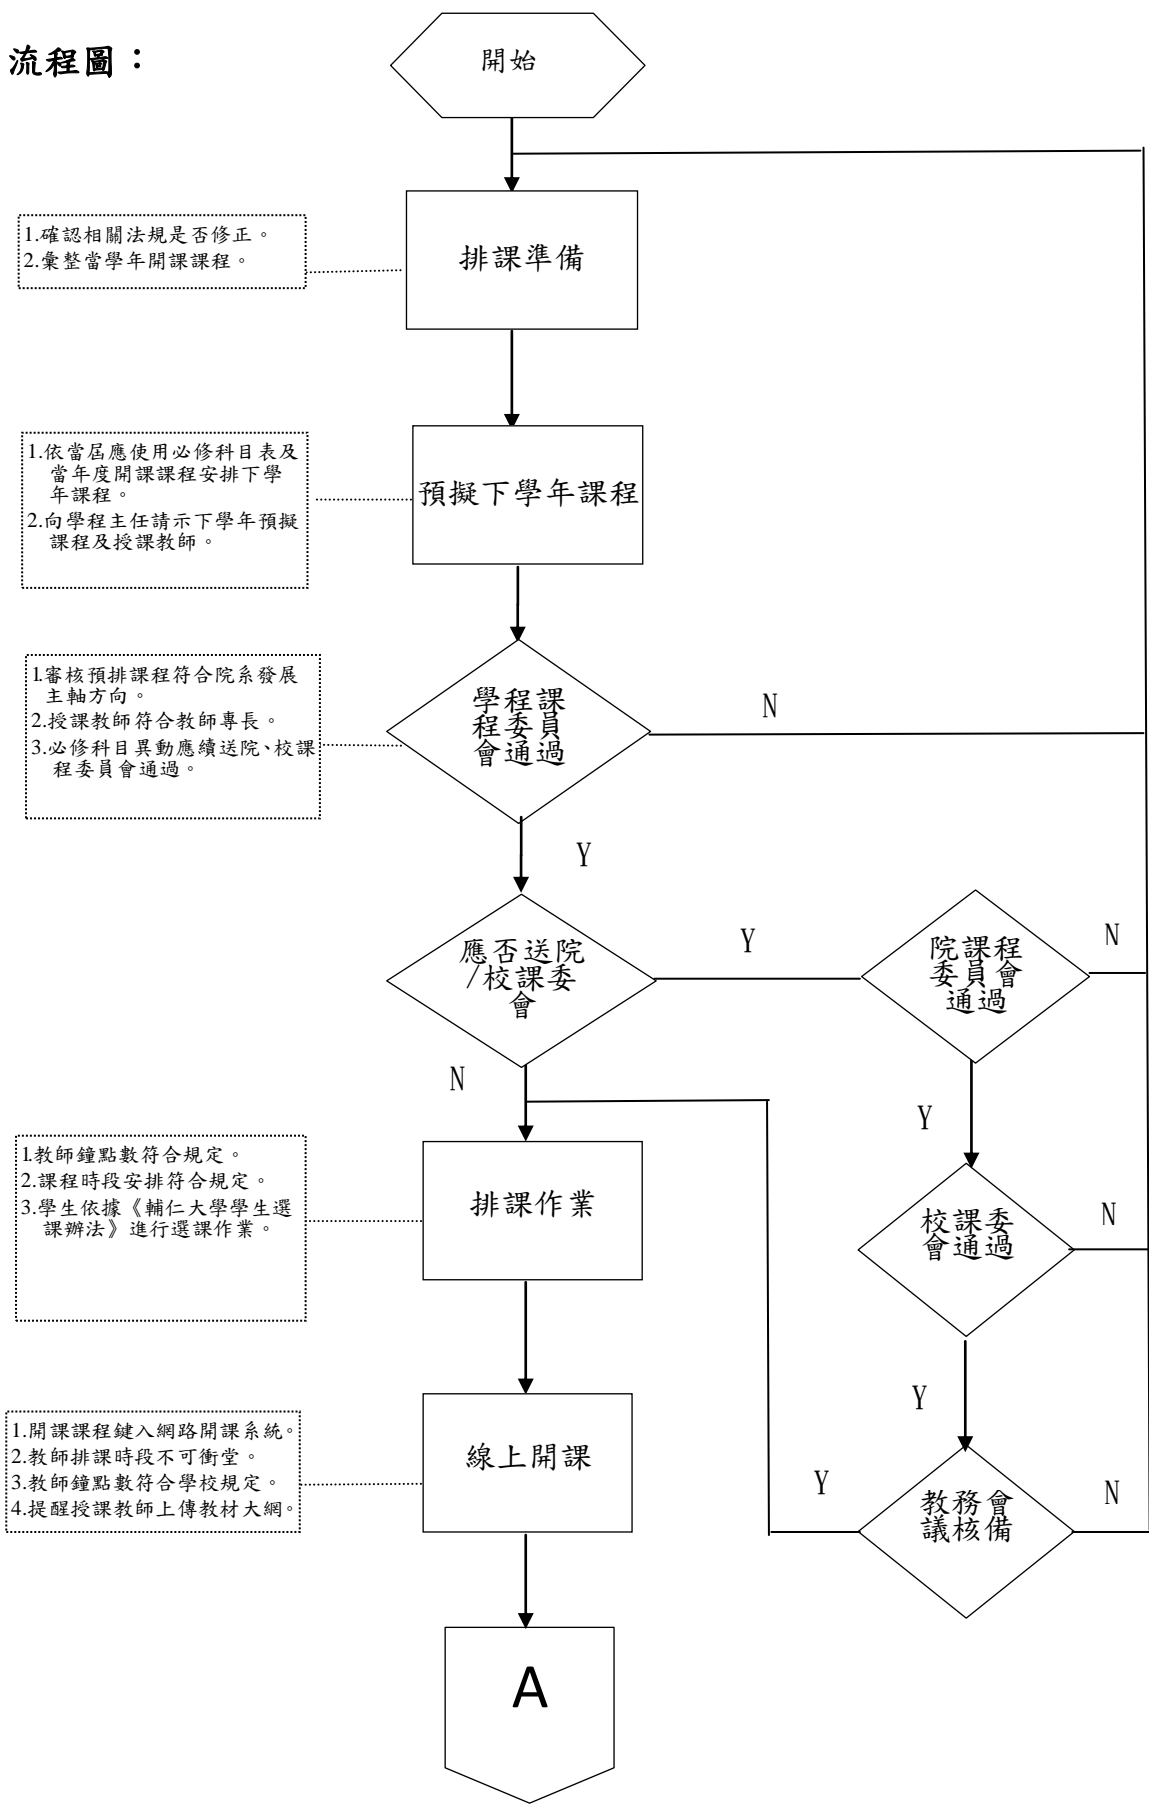 流程圖：
開始
1.確認相關法規是否修正。
2.彙整當學年開課課程。
排課準備
1.依當屆應使用必修科目表及
當年度開課課程安排下學
年課程。
2.向學程主任請示下學年預擬
課程及授課教師。
預擬下學年課程
1.審核預排課程符合院系發展
主軸方向。
2.授課教師符合教師專長。
3.必修科目異動應續送院、校課
程委員會通過。
學程課
程委員
會通過
N
Y
應否送院
/校課委
會
Y
院課程
委員會
通過
N
N
Y
1.教師鐘點數符合規定。
2.課程時段安排符合規定。
3.學生依據《輔仁大學學生選
課辦法》進行選課作業。
排課作業
校課委
會通過
N
Y
1.開課課程鍵入網路開課系統。
2.教師排課時段不可衝堂。
3.教師鐘點數符合學校規定。
4.提醒授課教師上傳教材大網。
線上開課
Y
教務會
議核備
N
A